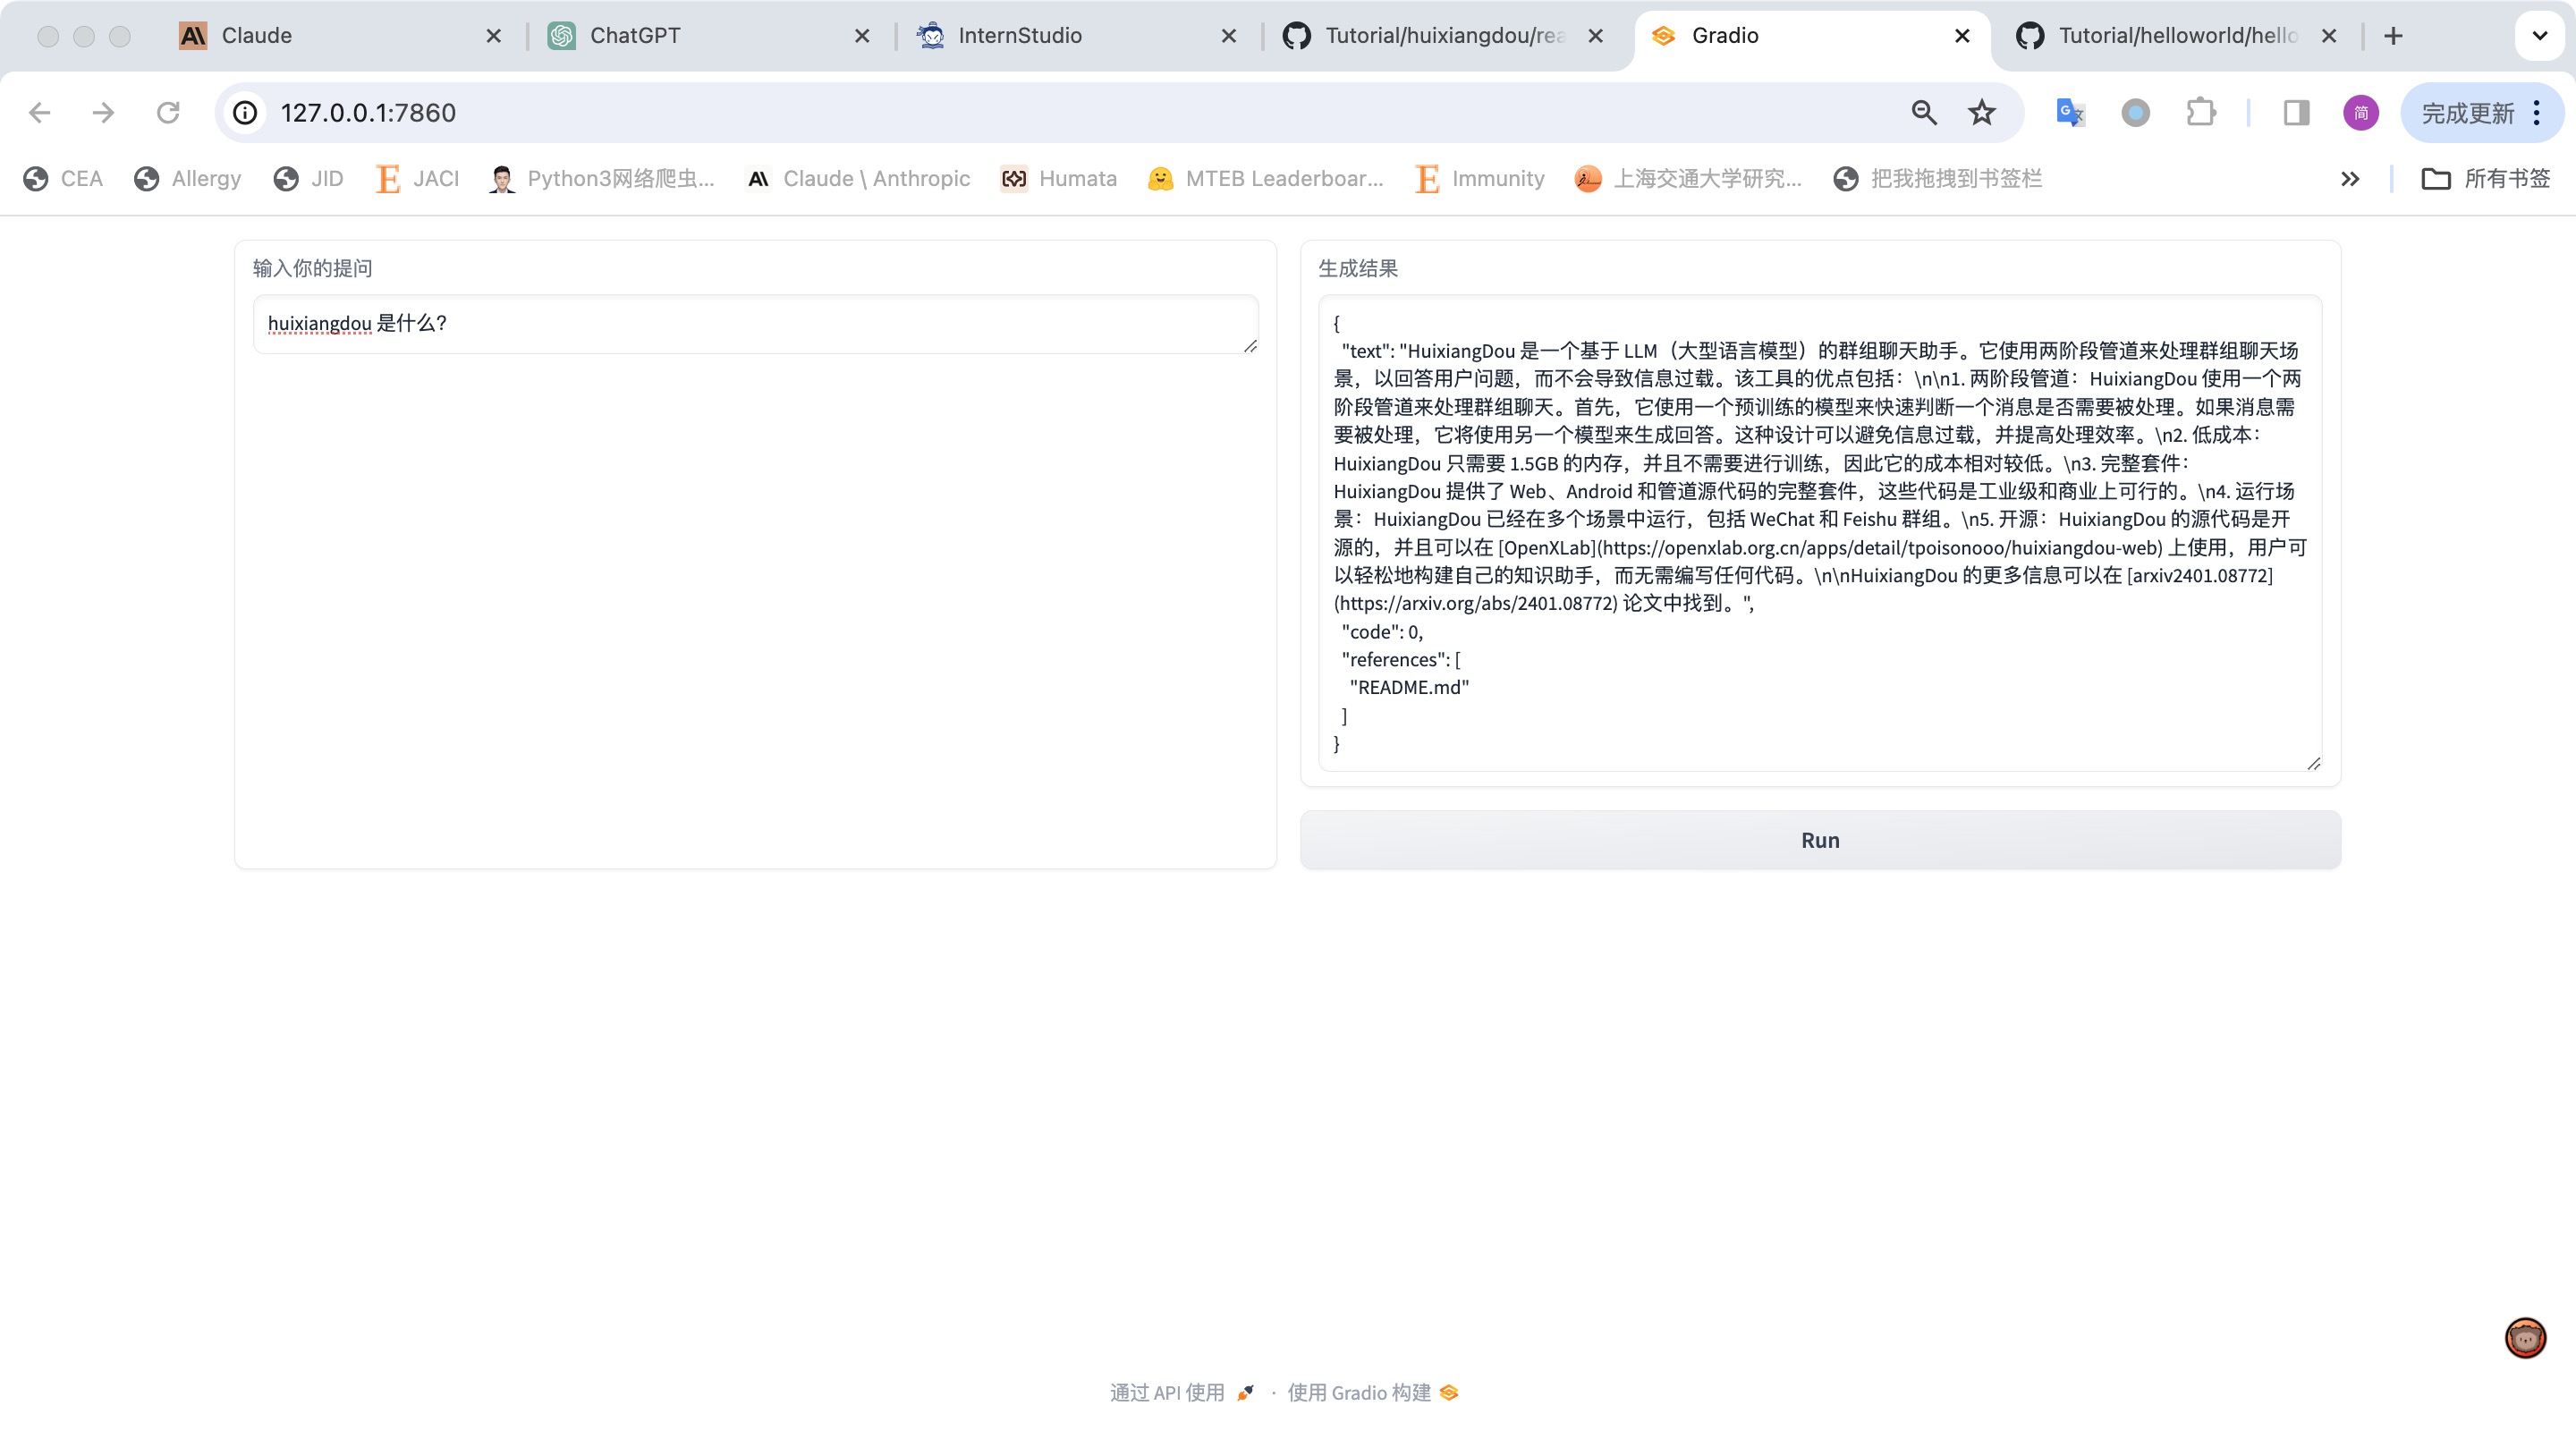 Claude
ChatGPT
InternStudio
Tutorial/huixiangdou/rea
Gradio
Tutorial/helloworld/hello
127.0.0.1:7860
简
完成更新
CEA
Allergy
JID
JACI
Python3网络爬虫...
Claude \ Anthropic
Humata
MTEB Leaderboar...
Immunity
上海交通大学研究...
把我拖拽到书签栏
所有书签
输入你的提问
huixiangdou 是什么?
生成结果
{
"text": "HuixiangDou 是一个基于 LLM（大型语言模型）的群组聊天助手。它使用两阶段管道来处理群组聊天场
景，以回答用户问题，而不会导致信息过载。该工具的优点包括：\n\n1. 两阶段管道：HuixiangDou 使用一个两
阶段管道来处理群组聊天。首先，它使用一个预训练的模型来快速判断一个消息是否需要被处理。如果消息需
要被处理，它将使用另一个模型来生成回答。这种设计可以避免信息过载，并提高处理效率。\n2. 低成本：
HuixiangDou 只需要 1.5GB 的内存，并且不需要进行训练，因此它的成本相对较低。\n3. 完整套件：
HuixiangDou 提供了 Web、Android 和管道源代码的完整套件，这些代码是工业级和商业上可行的。\n4. 运行场
景：HuixiangDou 已经在多个场景中运行，包括 WeChat 和 Feishu 群组。\n5. 开源：HuixiangDou 的源代码是开
源的，并且可以在 [OpenXLab](https://openxlab.org.cn/apps/detail/tpoisonooo/huixiangdou-web) 上使用，用户可
以轻松地构建自己的知识助手，而无需编写任何代码。\n\nHuixiangDou 的更多信息可以在 [arxiv2401.08772]
(https://arxiv.org/abs/2401.08772) 论文中找到。",
"code": 0,
"references": [
"README.md"
]
}
Run
通过 API 使用 · 使用 Gradio 构建